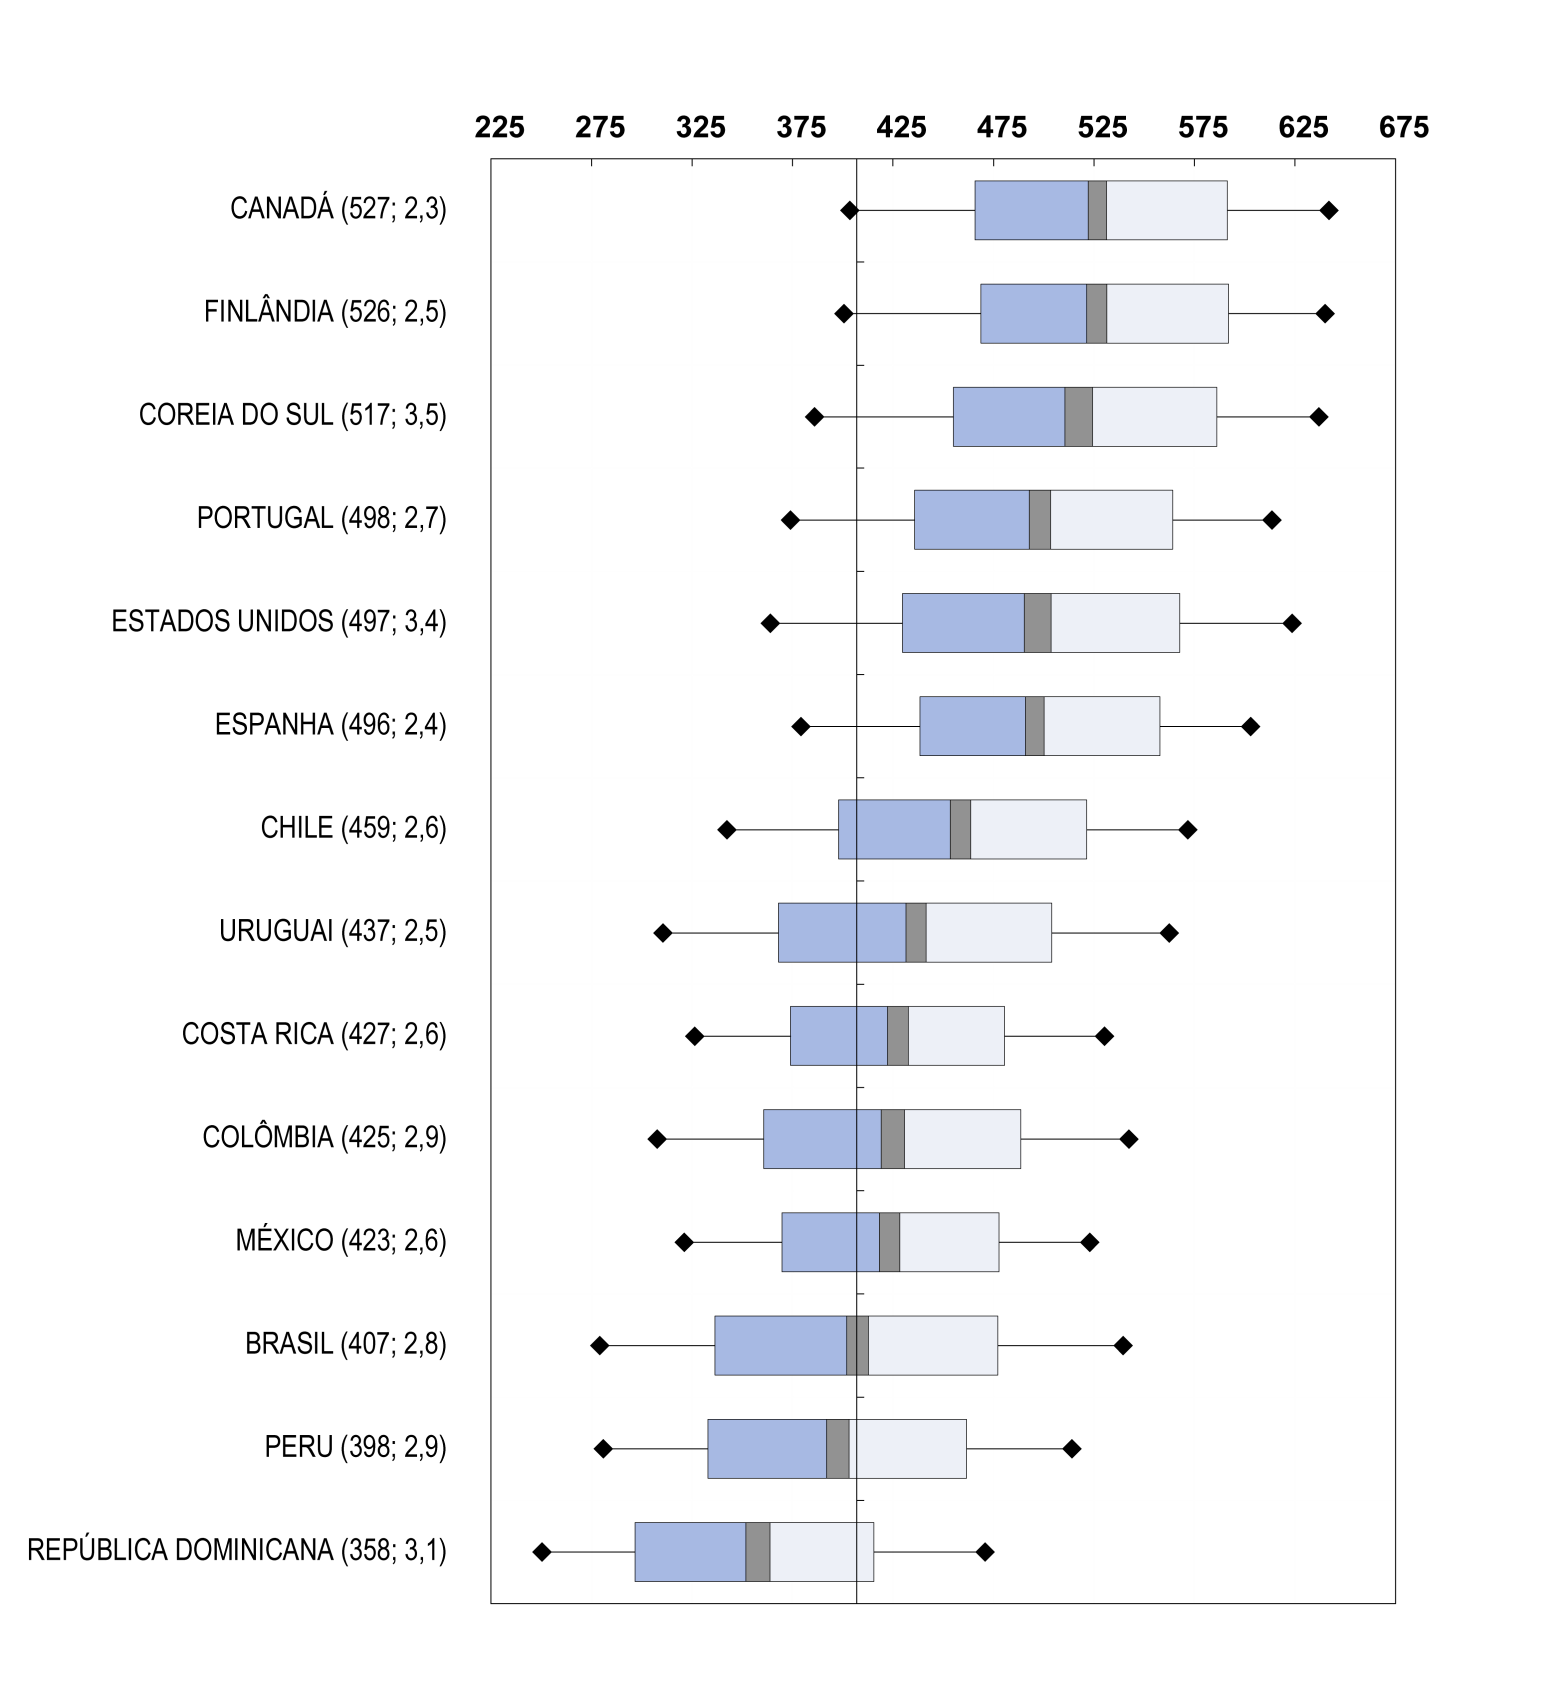 225 275 325 375 425 475 525 575 625 675
CANADÁ (527; 2,3)
FINLÂNDIA (526; 2,5)
COREIA DO SUL (517; 3,5)
PORTUGAL (498; 2,7)
ESTADOS UNIDOS (497; 3,4)
ESPANHA (496; 2,4)
CHILE (459; 2,6)
URUGUAI (437; 2,5)
COSTA RICA (427; 2,6)
COLÔMBIA (425; 2,9)
MÉXICO (423; 2,6)
BRASIL (407; 2,8)
PERU (398; 2,9)
REPÚBLICA DOMINICANA (358; 3,1)